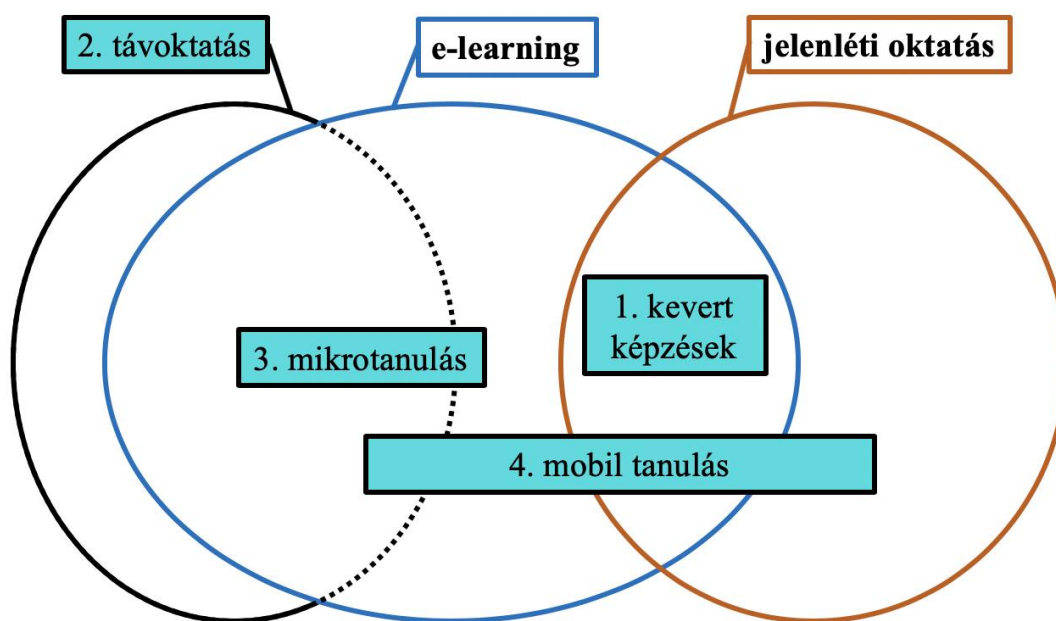 2. távoktatás
e-learning
jelenléti oktatás
1. kevert
képzések
3. mikrotanulás
4. mobil tanulás